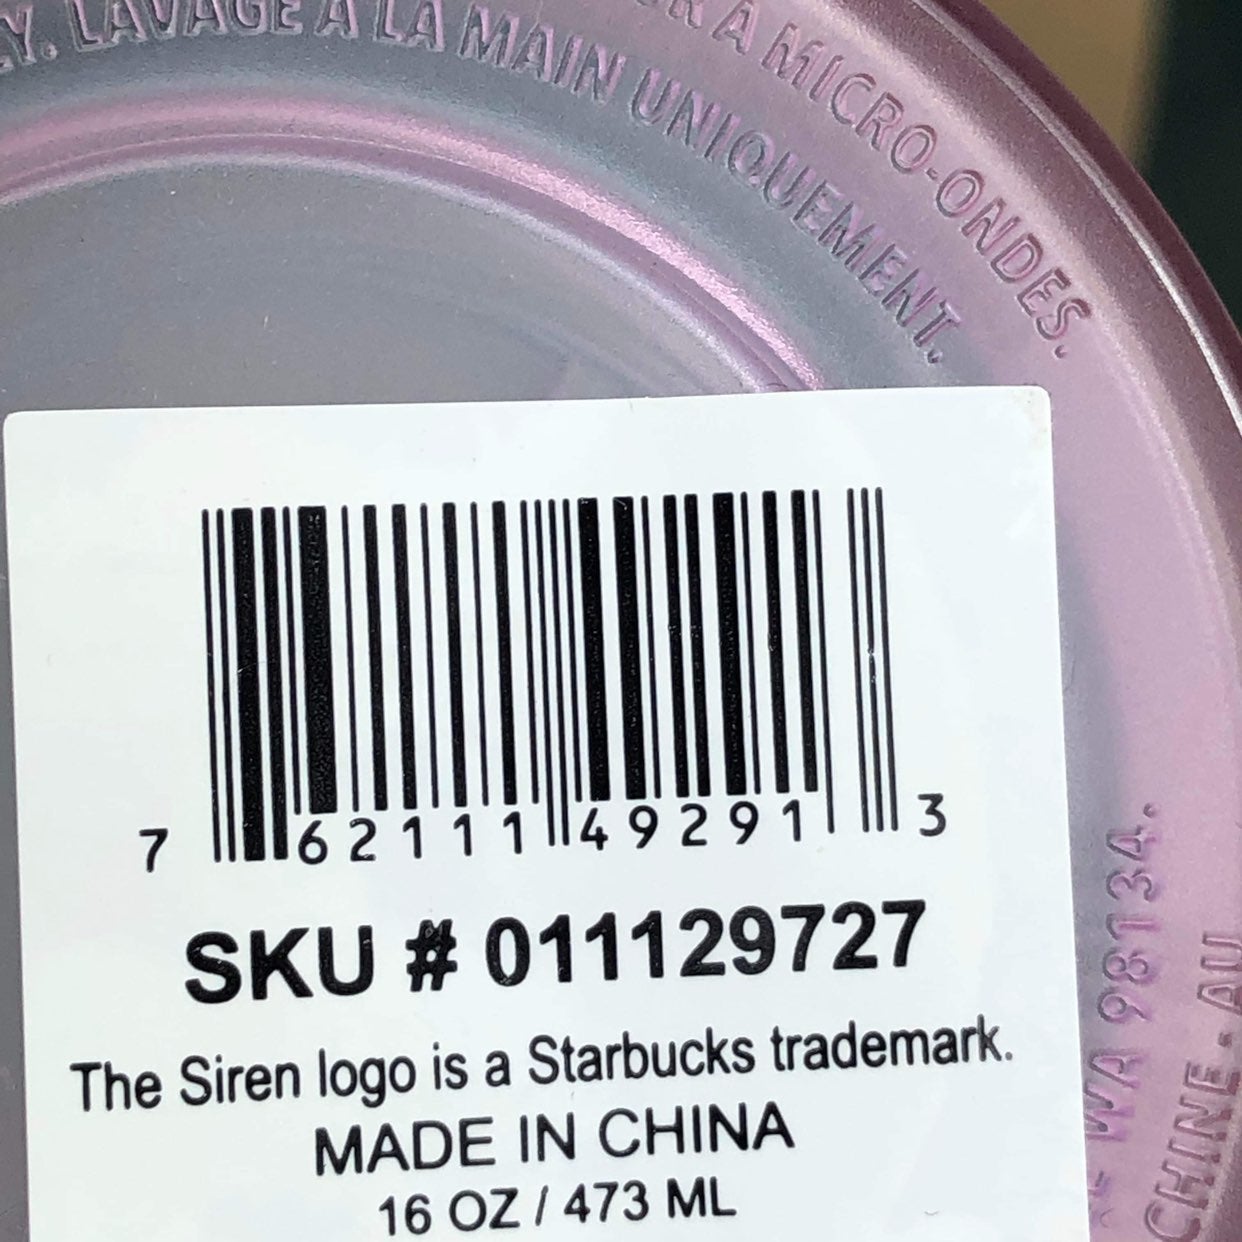 À MICRO-ONDES.
LAVAGE À LA MAIN UNIQUEMENT.
7 62111 49291 3
SKU # 011129727
The Siren logo is a Starbucks trademark.
MADE IN CHINA
16 OZ / 473 ML
WA 98134.
CHINE. AU